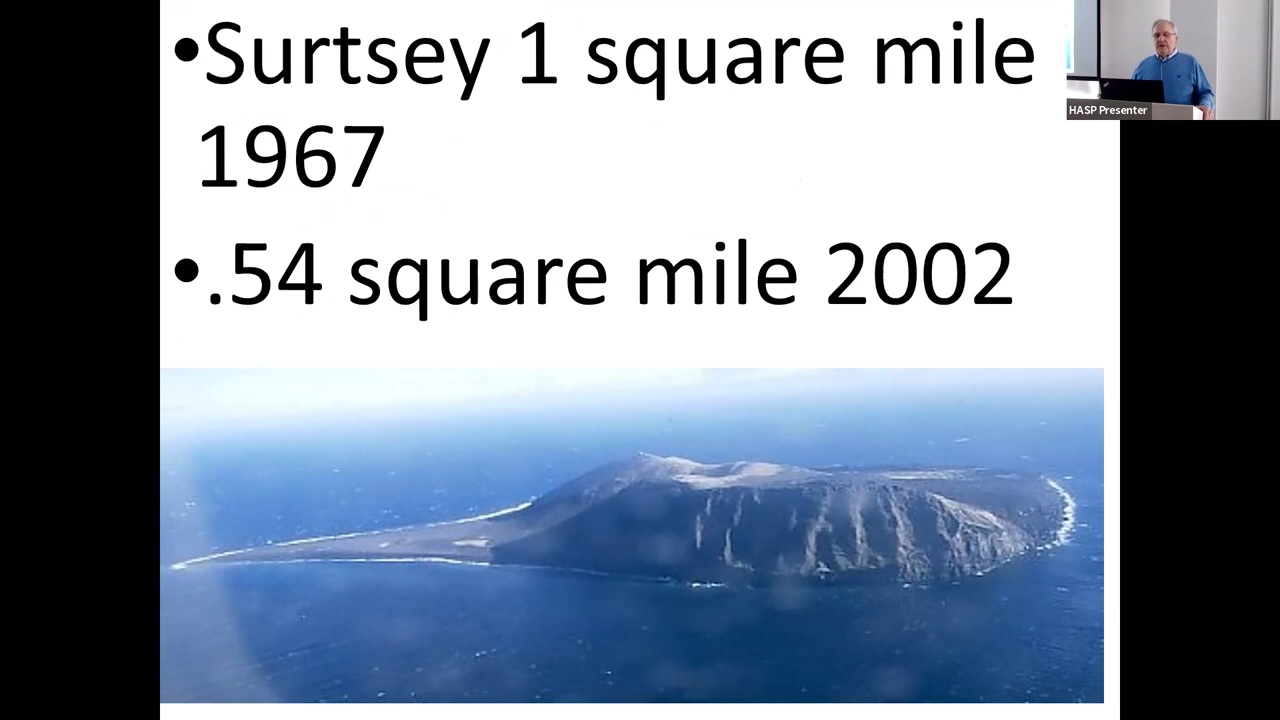 •Surtsey 1 square mile
1967
•.54 square mile 2002
HASP Presenter